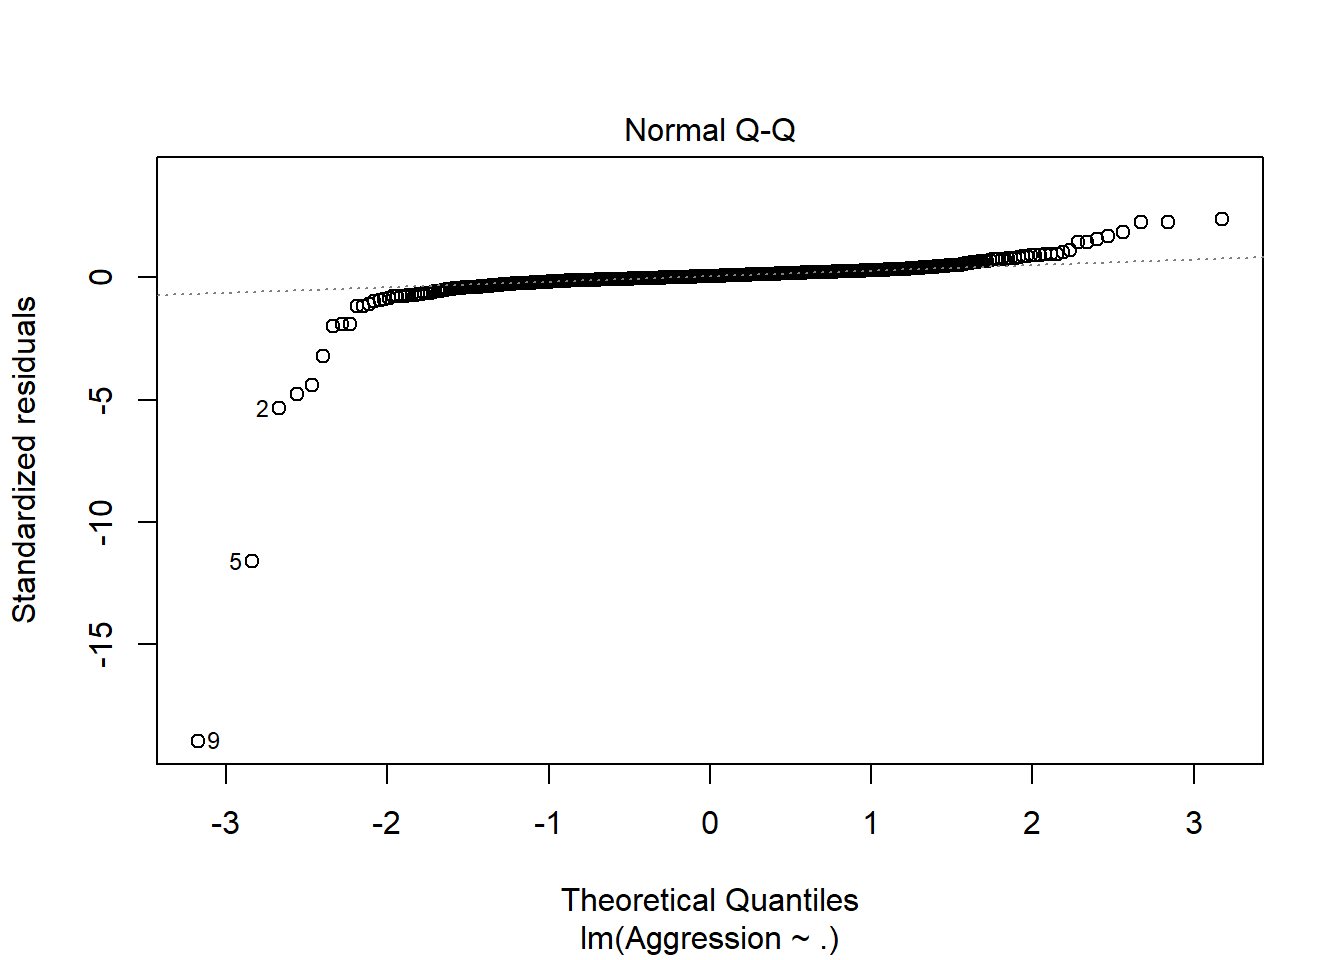 Normal Q-Q
Standardized residuals
0
-5
-10
-15
2
5
9
-3 -2 -1 0 1 2 3
Theoretical Quantiles
lm(Aggression ~ .)